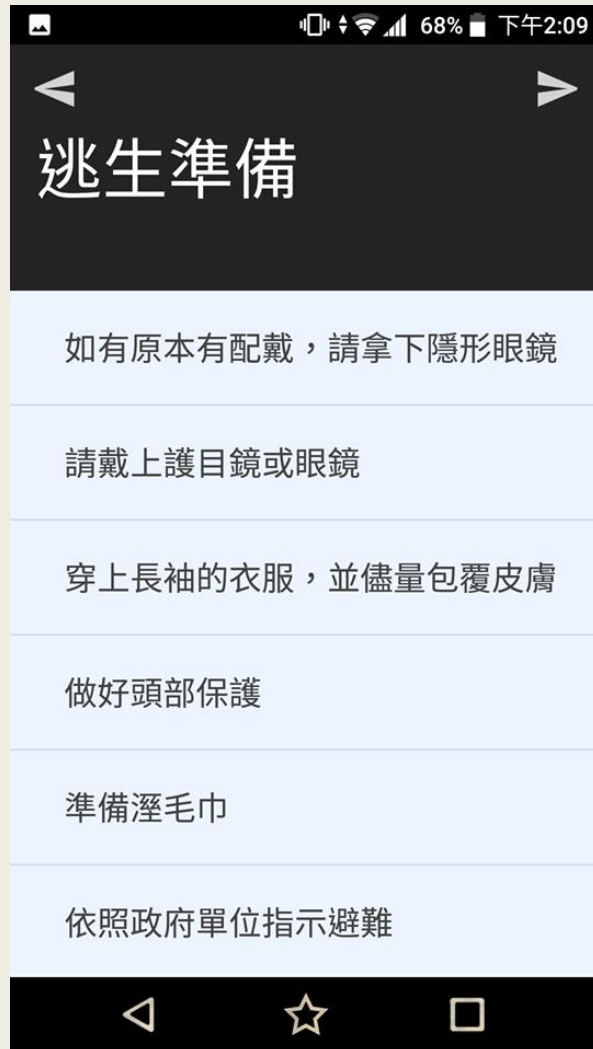 68% 下午2:09
逃生準備
如有原本有配戴，請拿下隱形眼鏡
請戴上護目鏡或眼鏡
穿上長袖的衣服，並儘量包覆皮膚
做好頭部保護
準備溼毛巾
依照政府單位指示避難